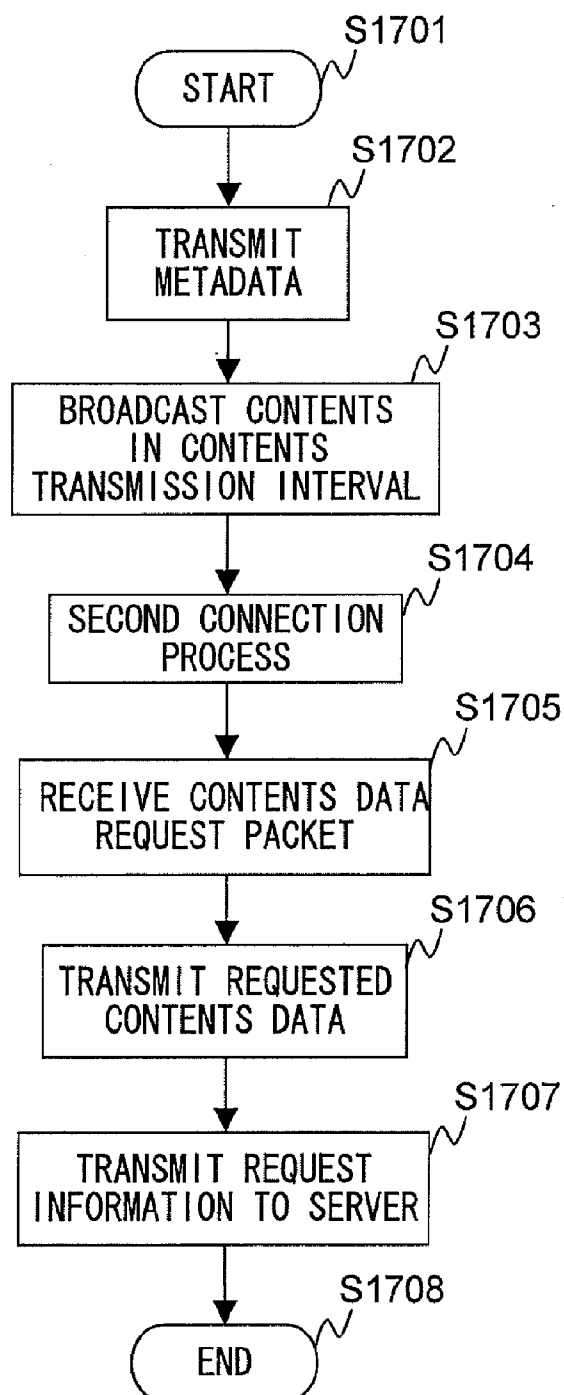 S1701
START
S1702
TRANSMIT
METADATA
S1703
BROADCAST CONTENTS
IN CONTENTS
TRANSMISSION INTERVAL
S1704
SECOND CONNECTION
PROCESS
S1705
RECEIVE CONTENTS DATA
REQUEST PACKET
S1706
TRANSMIT REQUESTED
CONTENTS DATA
S1707
TRANSMIT REQUEST
INFORMATION TO SERVER
S1708
END